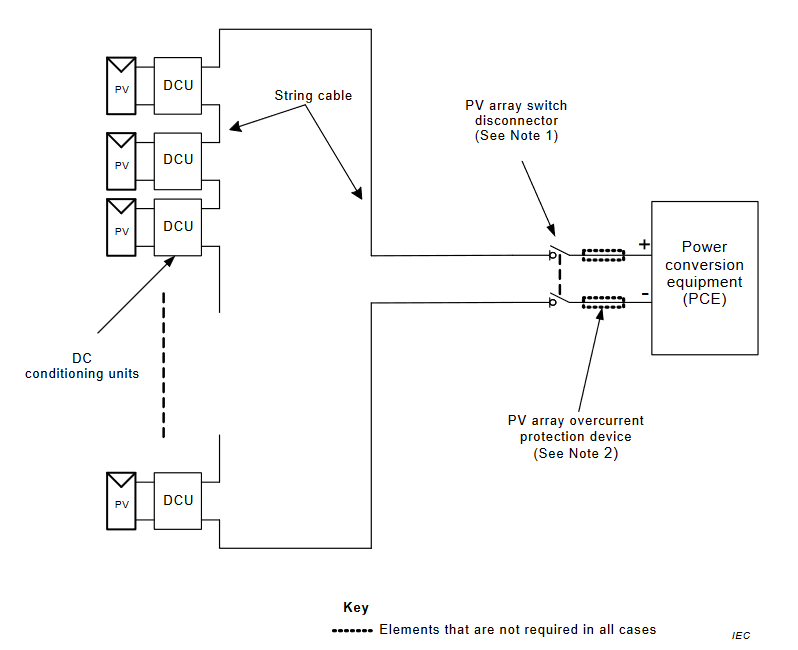 PV
DCU
String cable
PV array switch
disconnector
(See Note 1)
PV
DCU
PV
DCU
+
-
Power
conversion
equipment
(PCE)
DC
conditioning units
PV array overcurrent
protection device
(See Note 2)
PV
DCU
Key
Elements that are not required in all cases
IEC